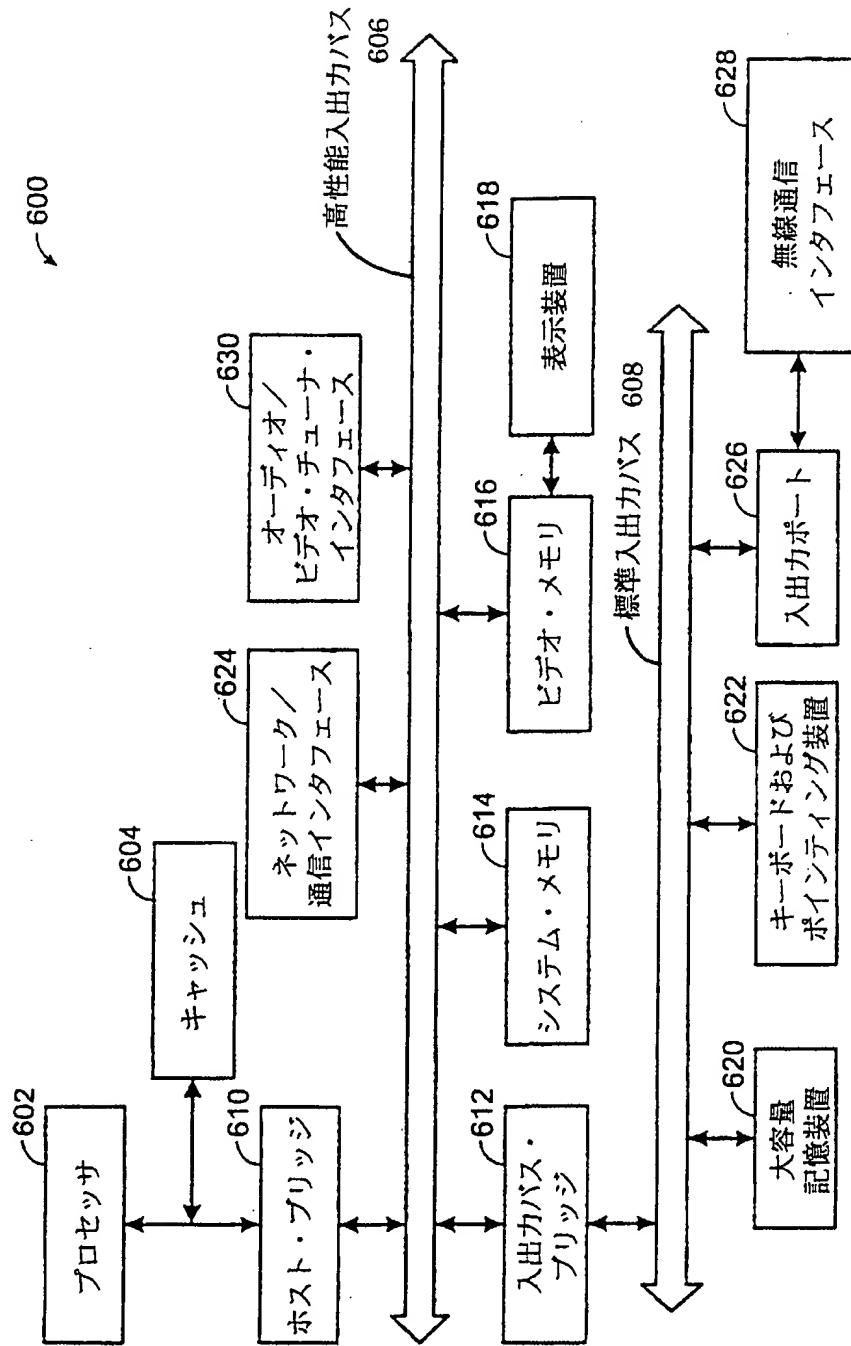 600
602
プロセッサ
604
キャッシュ
610
ホスト・ブリッジ
624
ネットワーク／
通信インタフェース
630
オーディオ／
ビデオ・チューナ・
インタフェース
高性能入出力バス
606
612
入出力バス・
ブリッジ
614
システム・メモリ
616
ビデオ・メモリ
618
表示装置
標準入出力バス 608
620
大容量
記憶装置
622
キーボードおよび
ポインティング装置
626
入出力ポート
628
無線通信
インタフェース